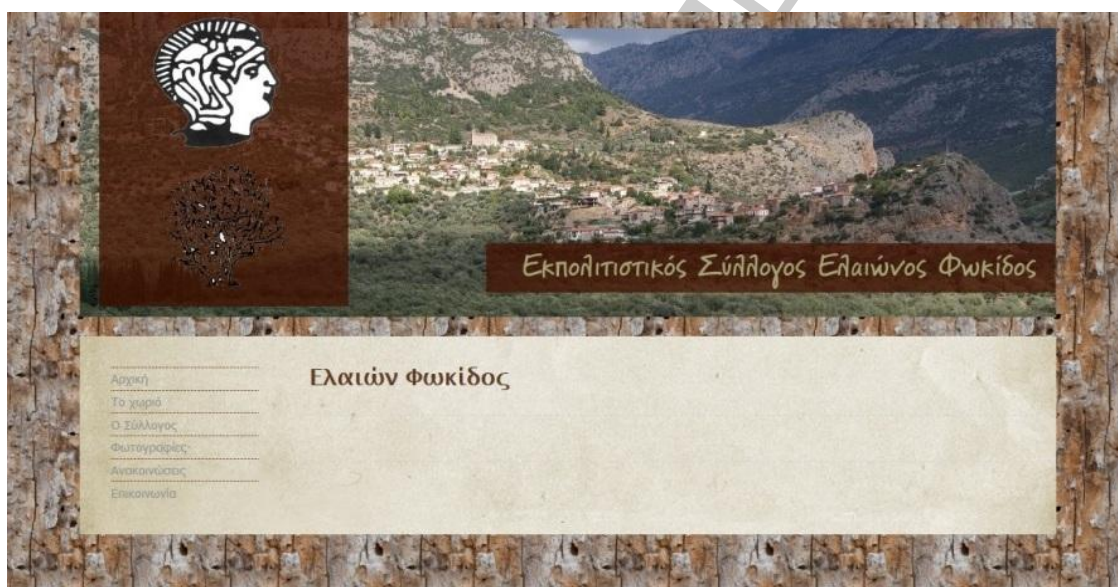 Εκπολιτιστικός Σύλλογος Ελαιώνος Φωκίδος
Ελαιών Φωκίδος
Αρχική
Το χωριό
Ο Σύλλογος
Φωτογραφίες
Ανακοινώσεις
Επικοινωνία